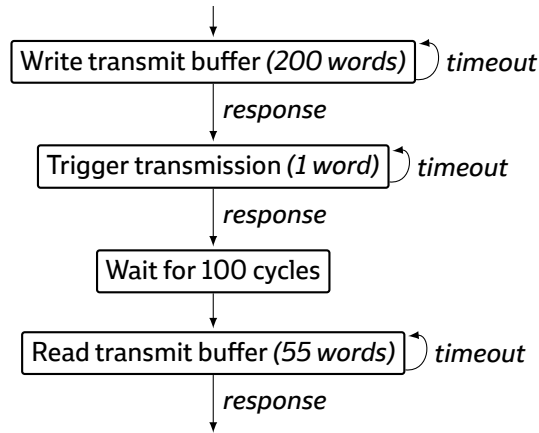 Write transmit buffer (200 words)
timeout
response
Trigger transmission (1 word)
timeout
response
Wait for 100 cycles
Read transmit buffer (55 words)
timeout
response